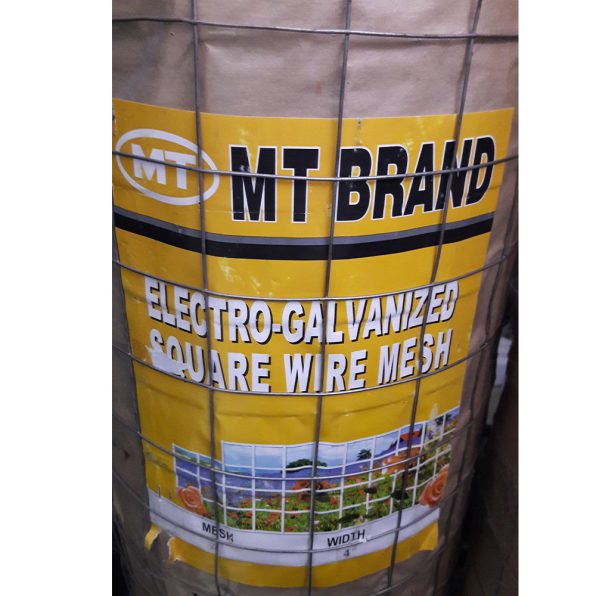 MT
MT BRAND
ELECTRO-GALVANIZED
SQUARE WIRE MESH
MESH WIDTH
4